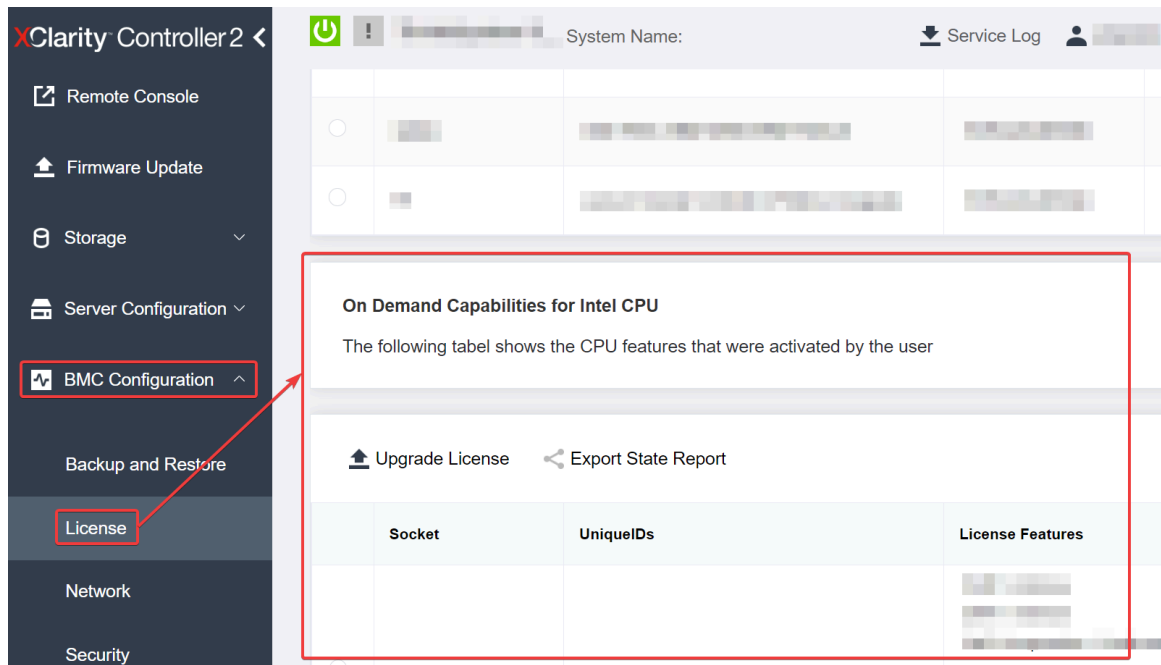 XClarity Controller 2
System Name:
Service Log
Remote Console
Firmware Update
Storage
Server Configuration
On Demand Capabilities for Intel CPU
The following tabel shows the CPU features that were activated by the user
BMC Configuration
Backup and Restore
Upgrade License
Export State Report
License
Socket
UniqueIDs
License Features
Network
Security